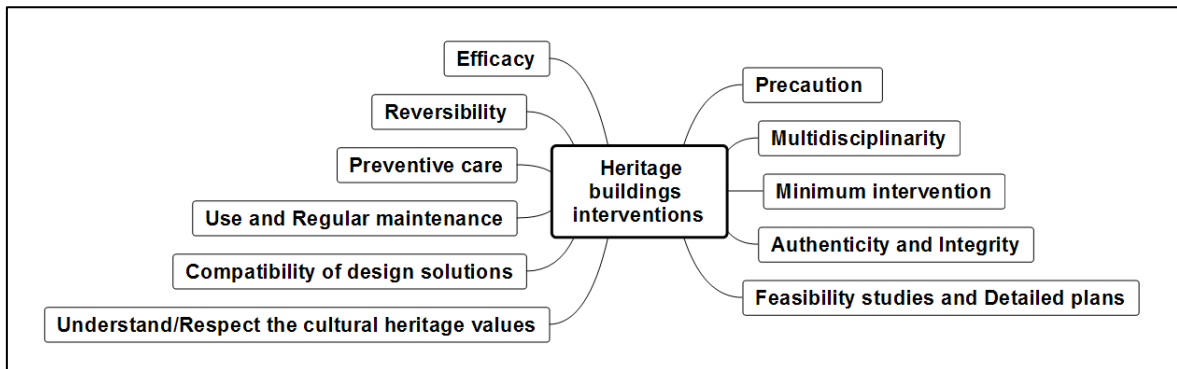 Efficacy
Reversibility
Preventive care
Use and Regular maintenance
Compatibility of design solutions
Understand/Respect the cultural heritage values
Heritage
buildings
interventions
Precaution
Multidisciplinarity
Minimum intervention
Authenticity and Integrity
Feasibility studies and Detailed plans